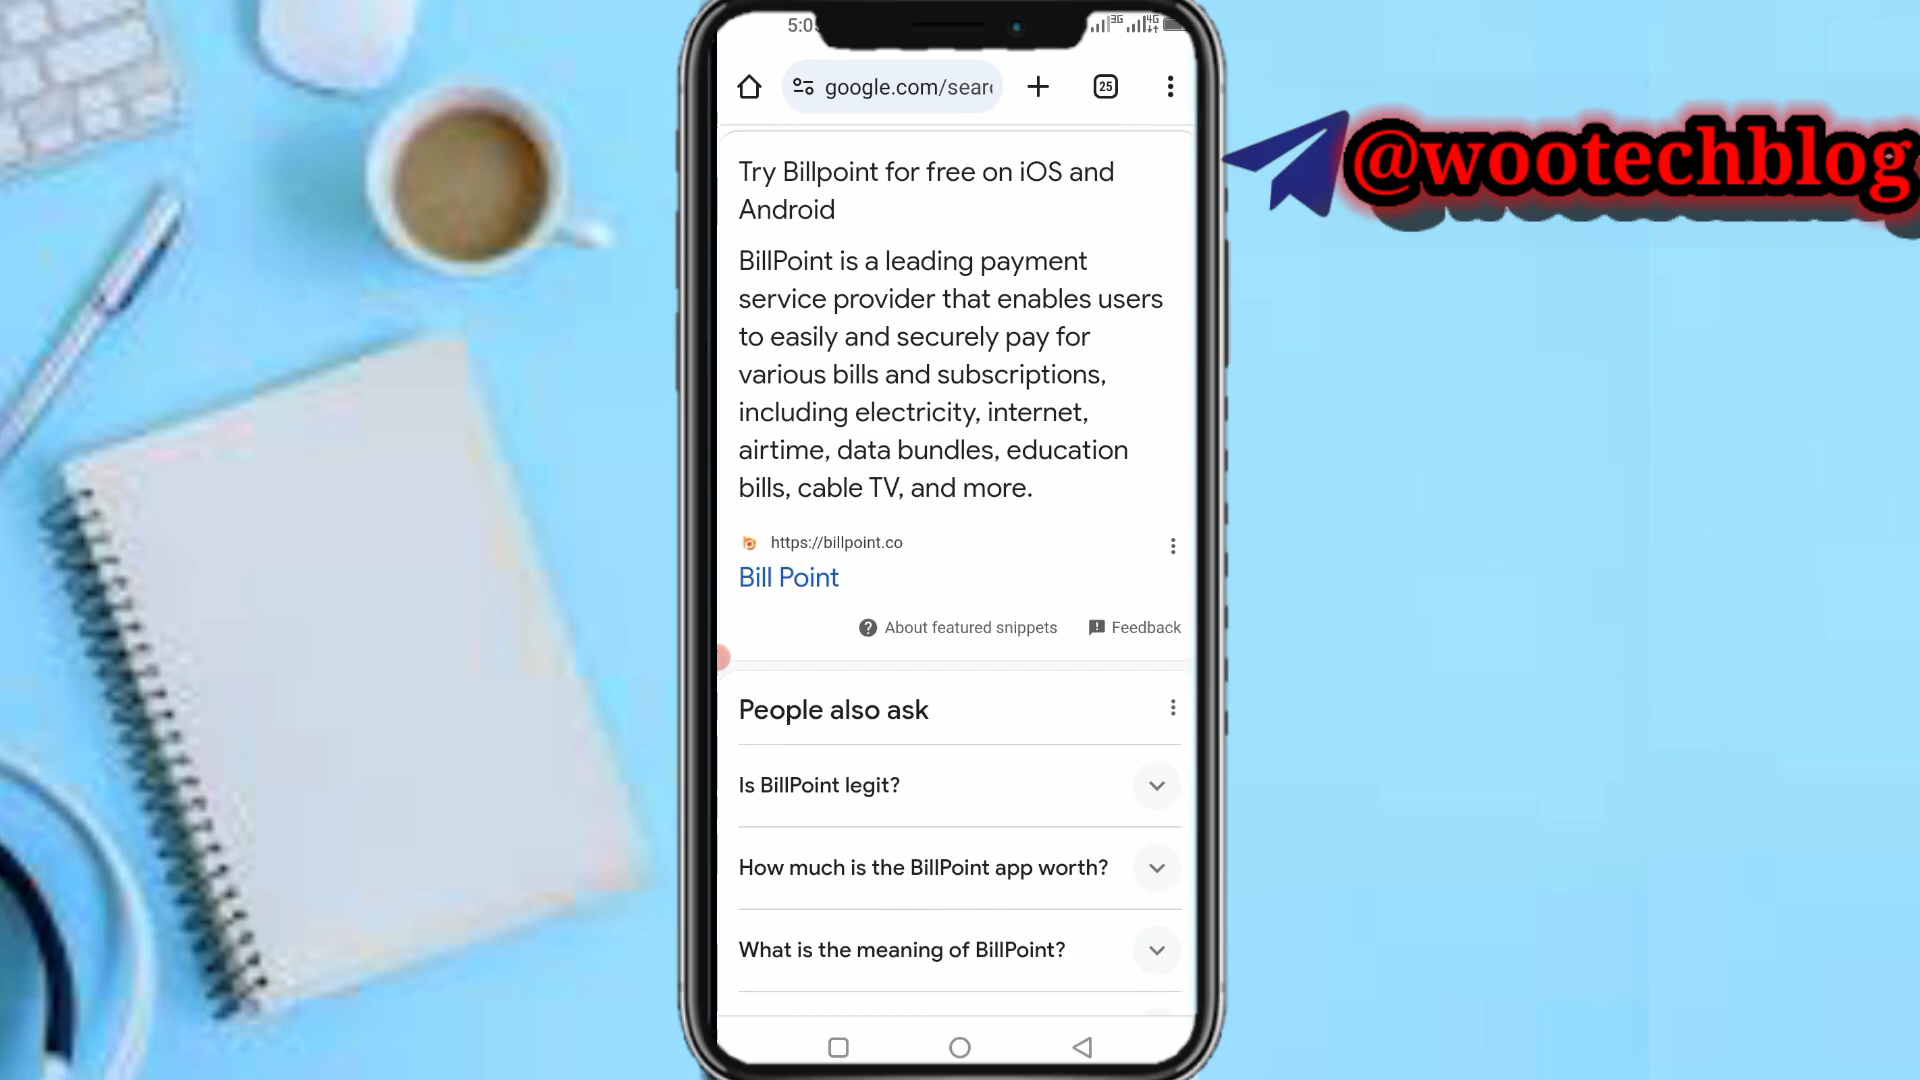 5:0
3G 4G
google.com/sear
25
@wootechblog
Try Billpoint for free on iOS and
Android
BillPoint is a leading payment
service provider that enables users
to easily and securely pay for
various bills and subscriptions,
including electricity, internet,
airtime, data bundles, education
bills, cable TV, and more.
https://billpoint.co
Bill Point
About featured snippets Feedback
People also ask
Is BillPoint legit?
How much is the BillPoint app worth?
What is the meaning of BillPoint?